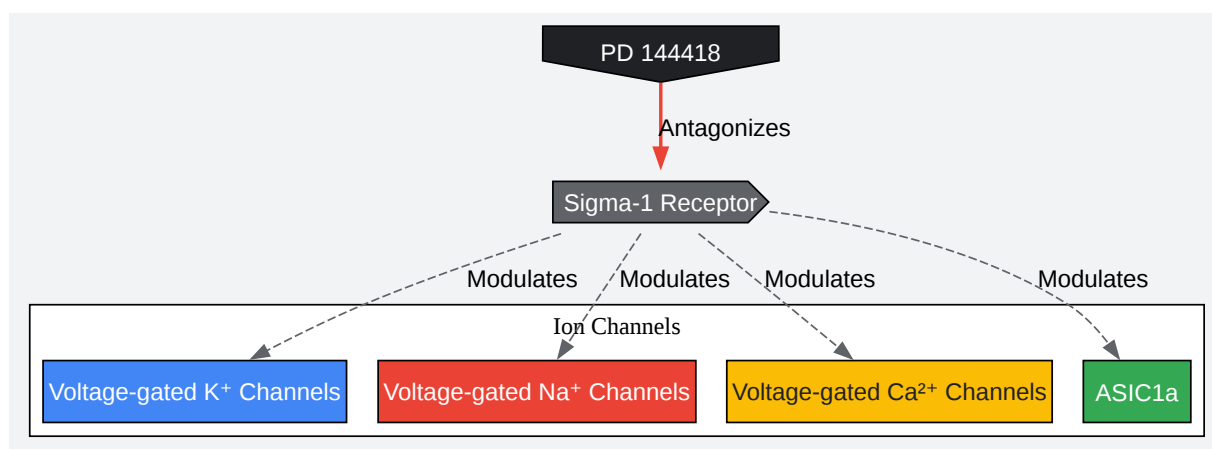 PD 144418
Antagonizes
Sigma-1 Receptor
Modulates
Modulates
Modulates
Modulates
Ion Channels
Voltage-gated K⁺ Channels
Voltage-gated Na⁺ Channels
Voltage-gated Ca²⁺ Channels
ASIC1a